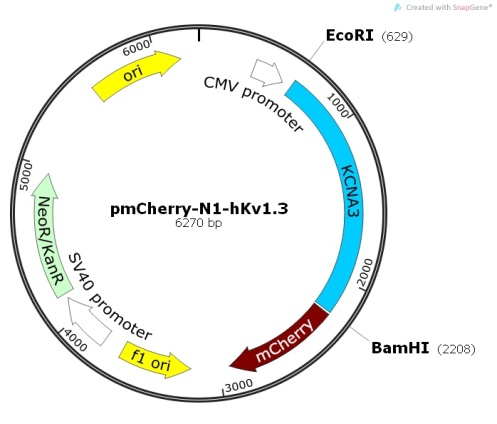 Created with SnapGene®
EcoRI (629)
6000
ori
CMV promoter
1000
KCNA3
5000
pmCherry-N1-hKv1.3
6270 bp
NeoR/KanR
SV40 promoter
2000
4000
mCherry
BamHI (2208)
f1 ori
3000